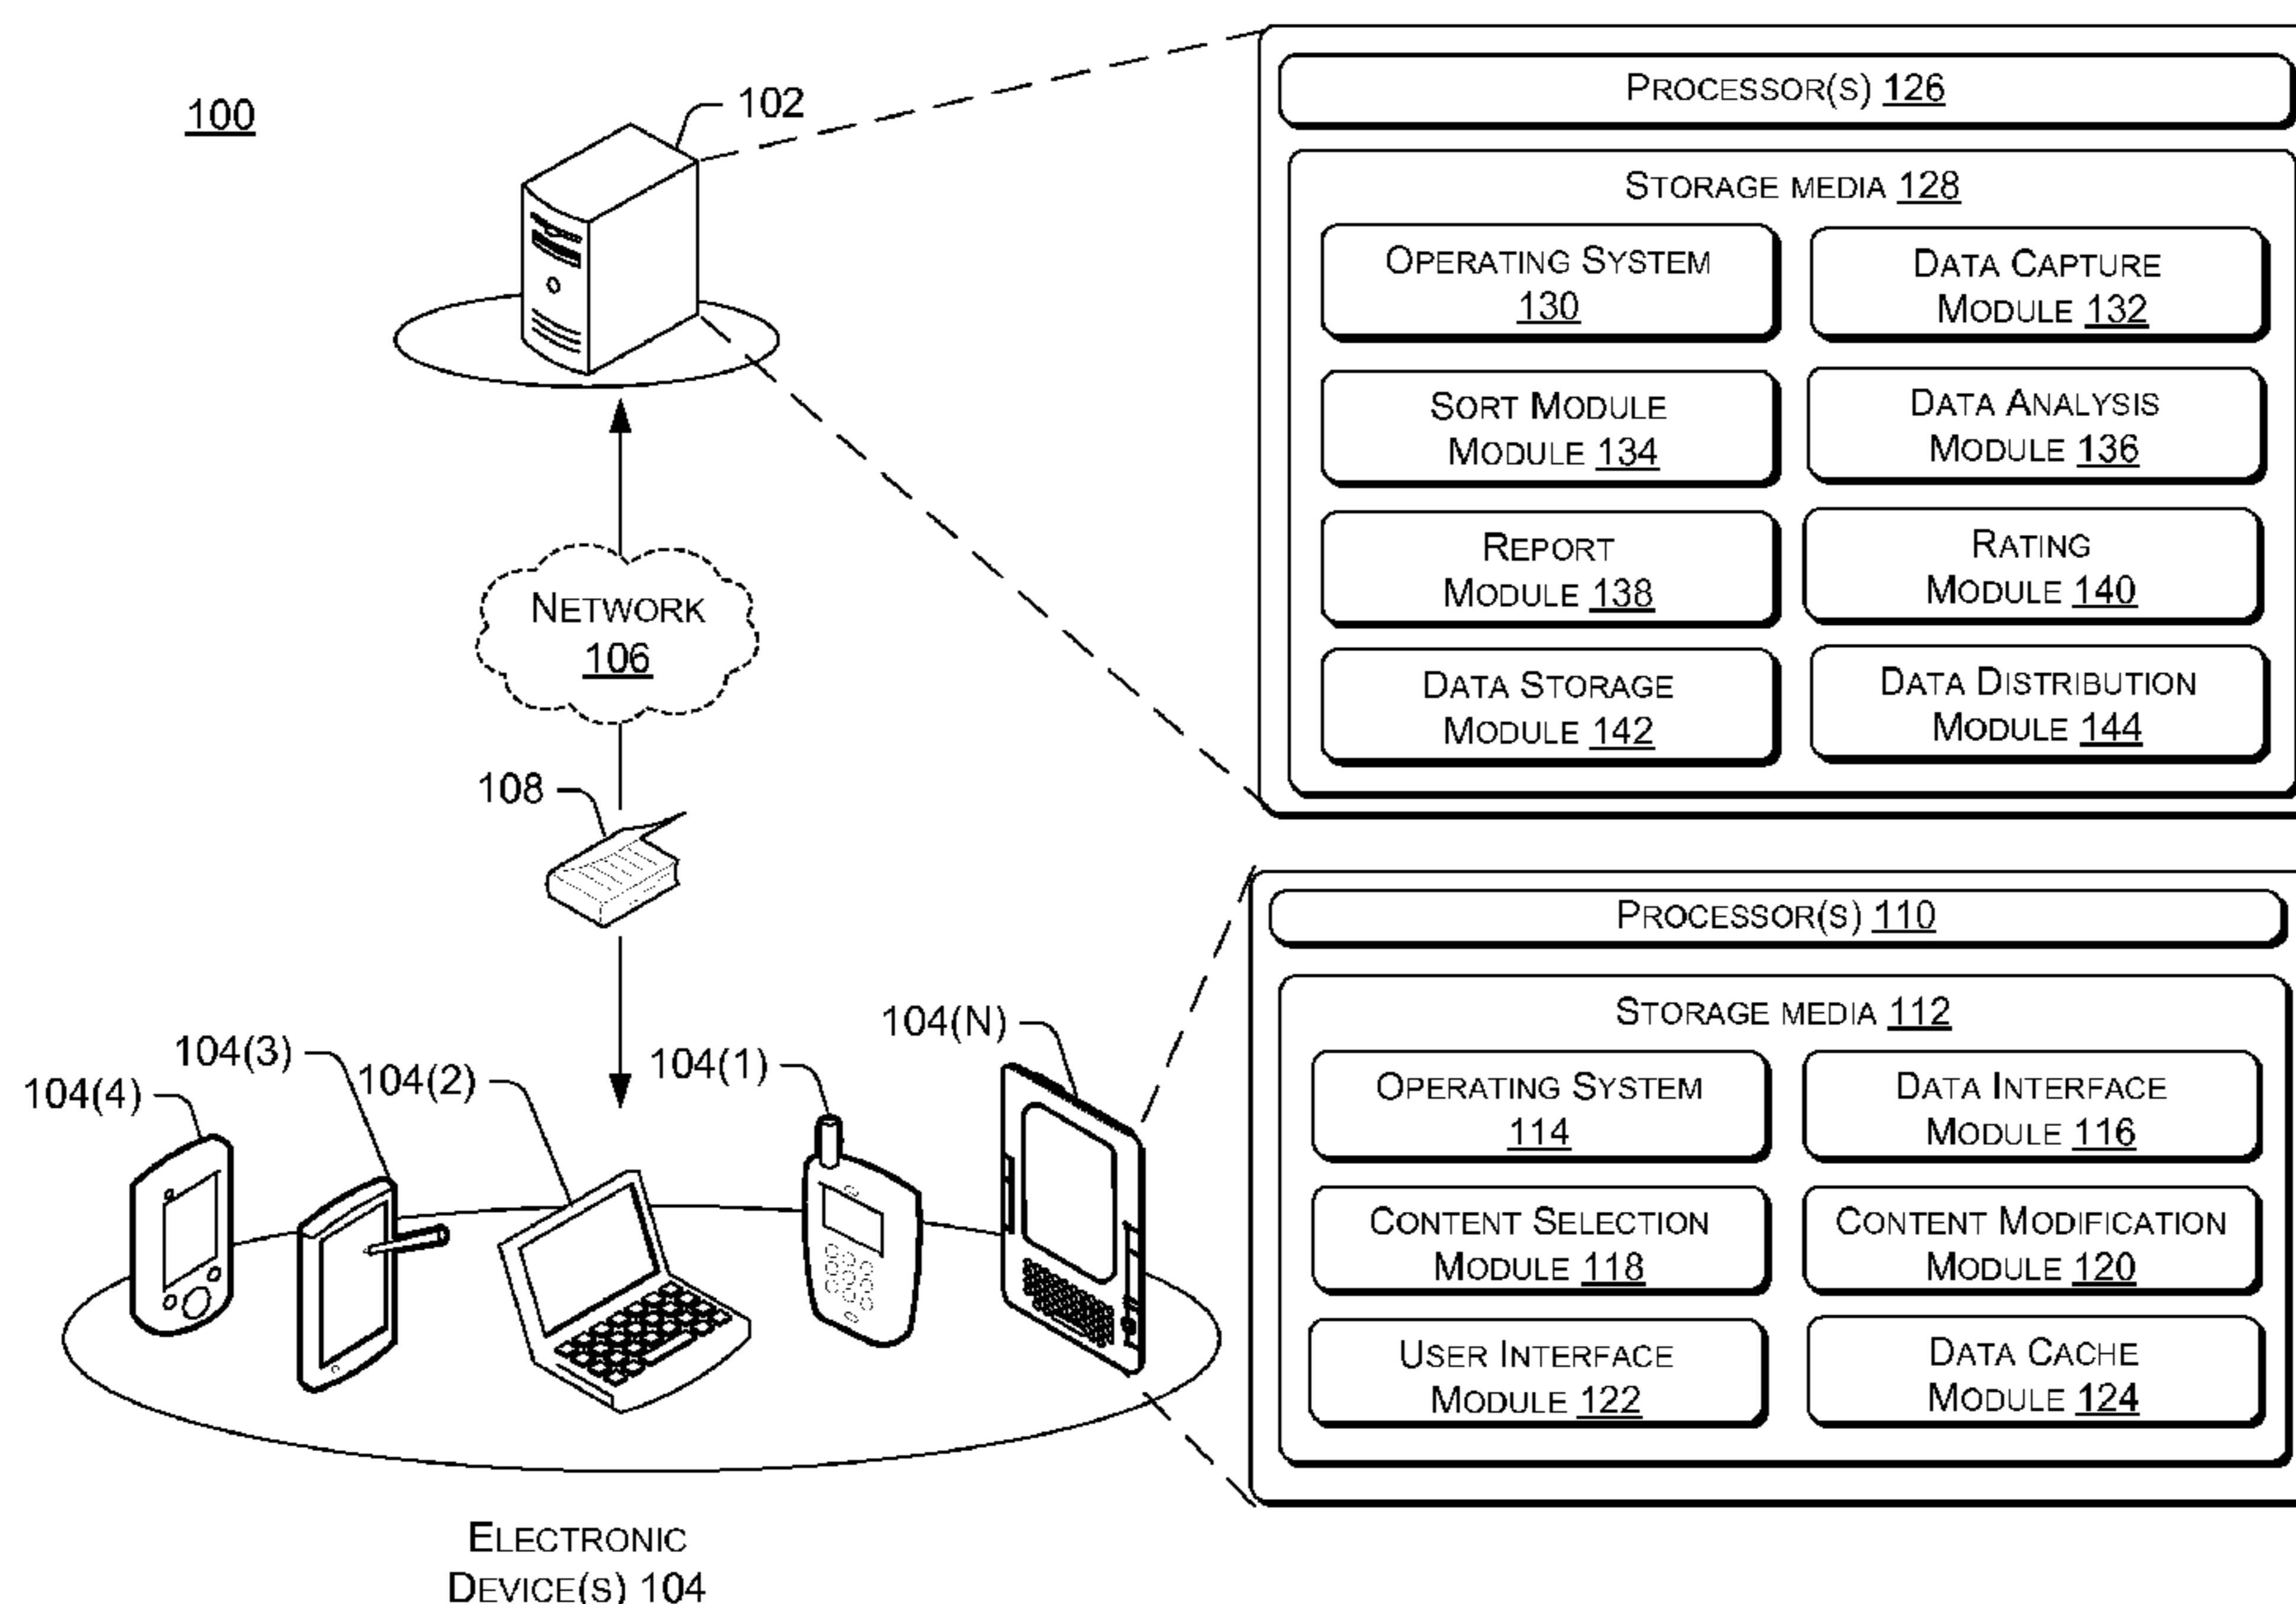 100
102
PROCESSOR(S) 126
STORAGE MEDIA 128
OPERATING SYSTEM
130
DATA CAPTURE
MODULE 132
SORT MODULE
MODULE 134
DATA ANALYSIS
MODULE 136
REPORT
MODULE 138
RATING
MODULE 140
DATA STORAGE
MODULE 142
DATA DISTRIBUTION
MODULE 144
NETWORK
106
108
PROCESSOR(S) 110
STORAGE MEDIA 112
OPERATING SYSTEM
114
DATA INTERFACE
MODULE 116
CONTENT SELECTION
MODULE 118
CONTENT MODIFICATION
MODULE 120
USER INTERFACE
MODULE 122
DATA CACHE
MODULE 124
104(4)
104(3)
104(2)
104(1)
104(N)
ELECTRONIC
DEVICE(S) 104